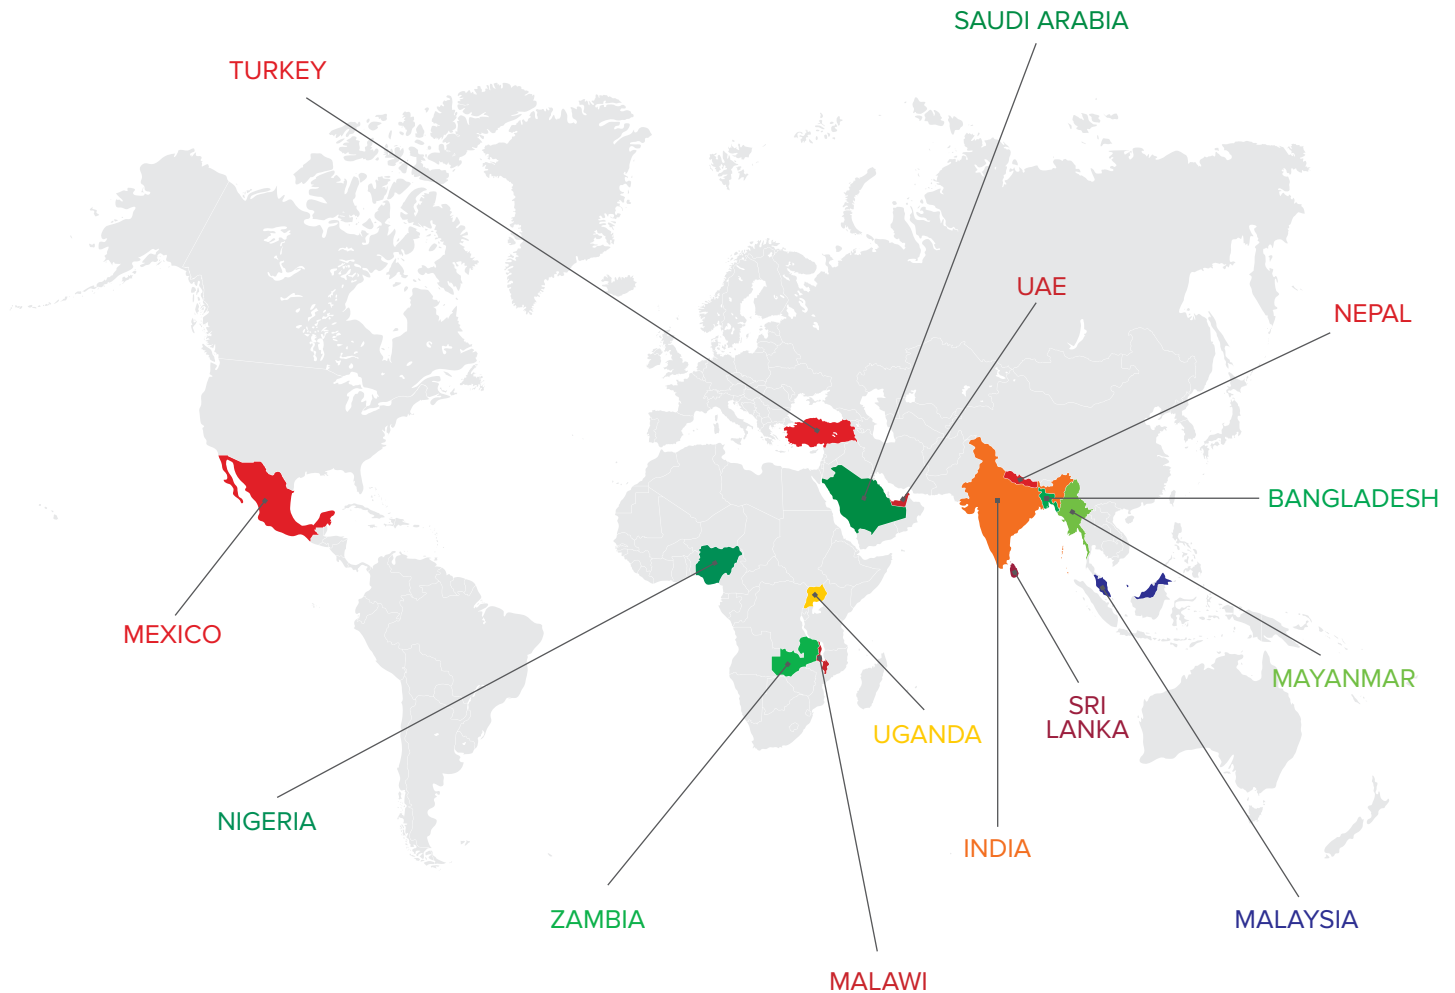 SAUDI ARABIA
TURKEY
UAE
NEPAL
BANGLADESH
MEXICO
MAYANMAR
SRI
LANKA
UGANDA
NIGERIA
INDIA
ZAMBIA
MALAYSIA
MALAWI